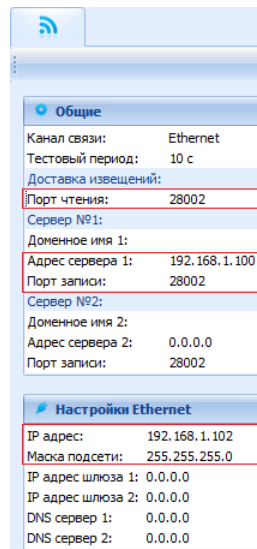 Общие
Канал связи: Ethernet
Тестовый период: 10 с
Доставка извещений:
Порт чтения: 28002
Сервер №1:
Доменное имя 1:
Адрес сервера 1: 192.168.1.100
Порт записи: 28002
Сервер №2:
Доменное имя 2:
Адрес сервера 2: 0.0.0.0
Порт записи: 28002
Настройки Ethernet
IP адрес: 192.168.1.102
Маска подсети: 255.255.255.0
IP адрес шлюза 1: 0.0.0.0
IP адрес шлюза 2: 0.0.0.0
DNS сервер 1: 0.0.0.0
DNS сервер 2: 0.0.0.0